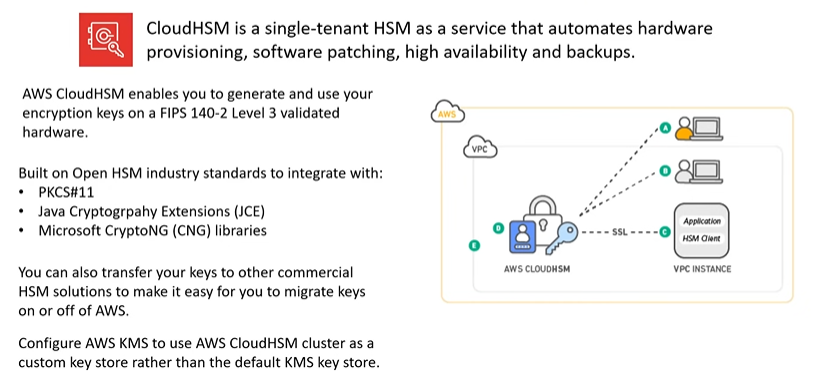 CloudHSM is a single-tenant HSM as a service that automates hardware
provisioning, software patching, high availability and backups.
AWS CloudHSM enables you to generate and use your
encryption keys on a FIPS 140-2 Level 3 validated
hardware.
Built on Open HSM industry standards to integrate with:
• PKCS#11
• Java Cryptogrpahy Extensions (JCE)
• Microsoft CryptoNG (CNG) libraries
You can also transfer your keys to other commercial
HSM solutions to make it easy for you to migrate keys
on or off of AWS.
Configure AWS KMS to use AWS CloudHSM cluster as a
custom key store rather than the default KMS key store.
AWS
VPC
A
B
D
SSL
C
Application
HSM Client
E
AWS CLOUDHSM
VPC INSTANCE